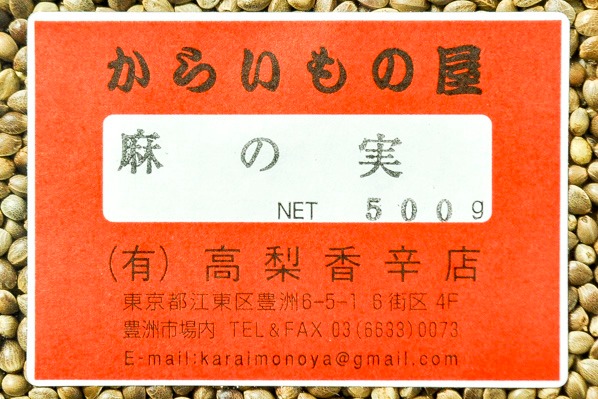 からいもの屋
麻の実
NET 500g
(有) 高梨香辛店
東京都江東区豊洲6-5-1 6街区 4F
豊洲市場内 TEL & FAX 03(6633)0073
E-mail:karaimonoya@gmail.com